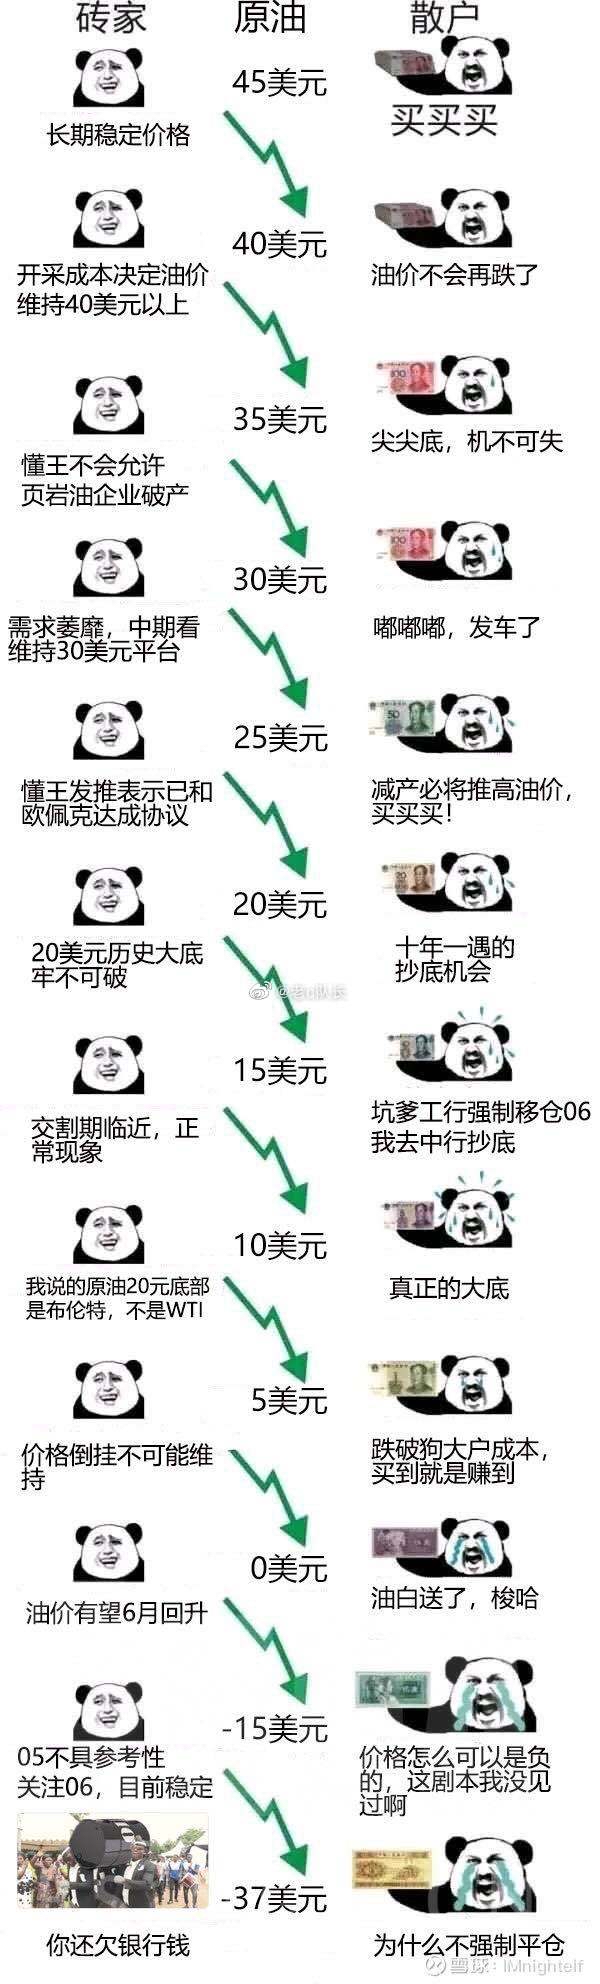 砖家 原油 散户
45美元
长期稳定价格
买买买
40美元
开采成本决定油价
维持40美元以上
油价不会再跌了
35美元
懂王不会允许
页岩油企业破产
尖尖底，机不可失
30美元
需求萎靡，中期看
维持30美元平台
嘟嘟嘟，发车了
25美元
懂王发推表示已和
欧佩克达成协议
减产必将推高油价，
买买买！
20美元
20美元历史大底
牢不可破
十年一遇的
抄底机会
@老u队长
15美元
交割期临近，正
常现象
坑爹工行强制移仓06
我去中行抄底
10美元
我说的原油20元底部
是布伦特，不是WTI
真正的大底
5美元
价格倒挂不可能维
持
跌破狗大户成本，
买到就是赚到
0美元
油价有望6月回升
油白送了，梭哈
-15美元
05不具参考性
关注06，目前稳定
价格怎么可以是负
的，这剧本我没见
过啊
-37美元
你还欠银行钱
为什么不强制平仓
雪球：IMnighteIf